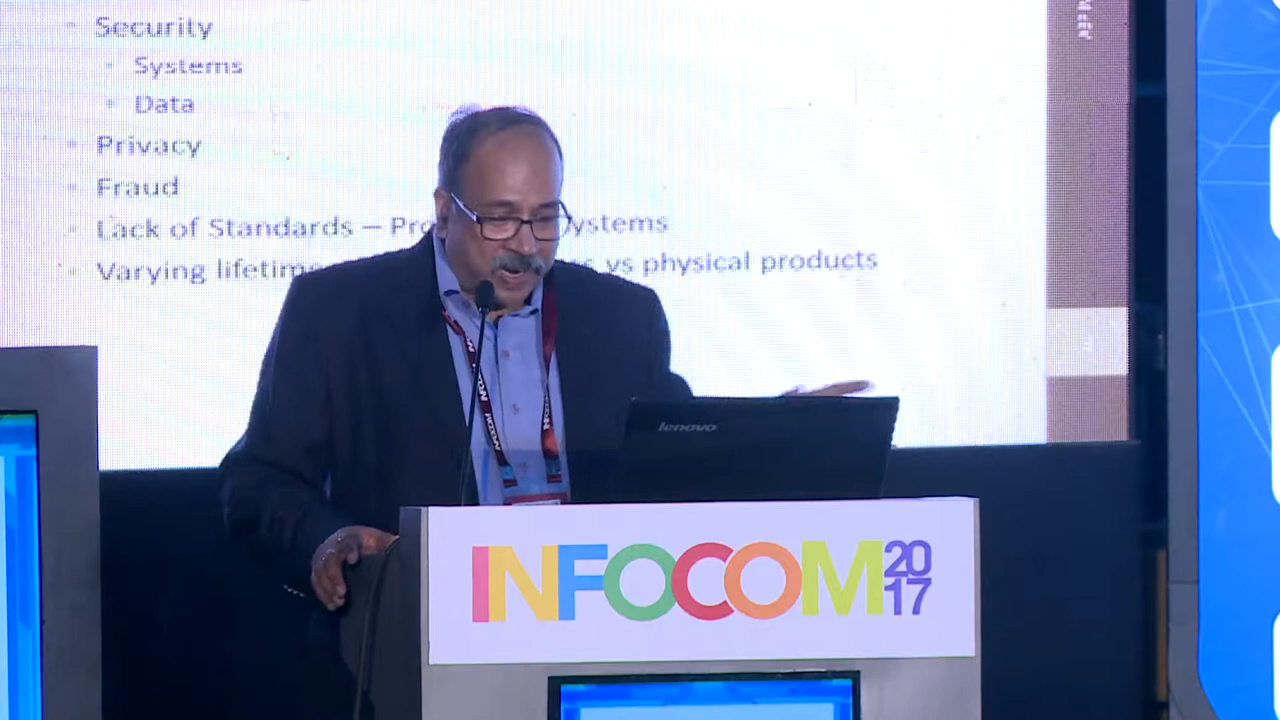 Security
Systems
Data
Privacy
Fraud
Lack of Standards – Pro ystems
Varying lifetime vs physical products
lenovo
INFOCOM 2017